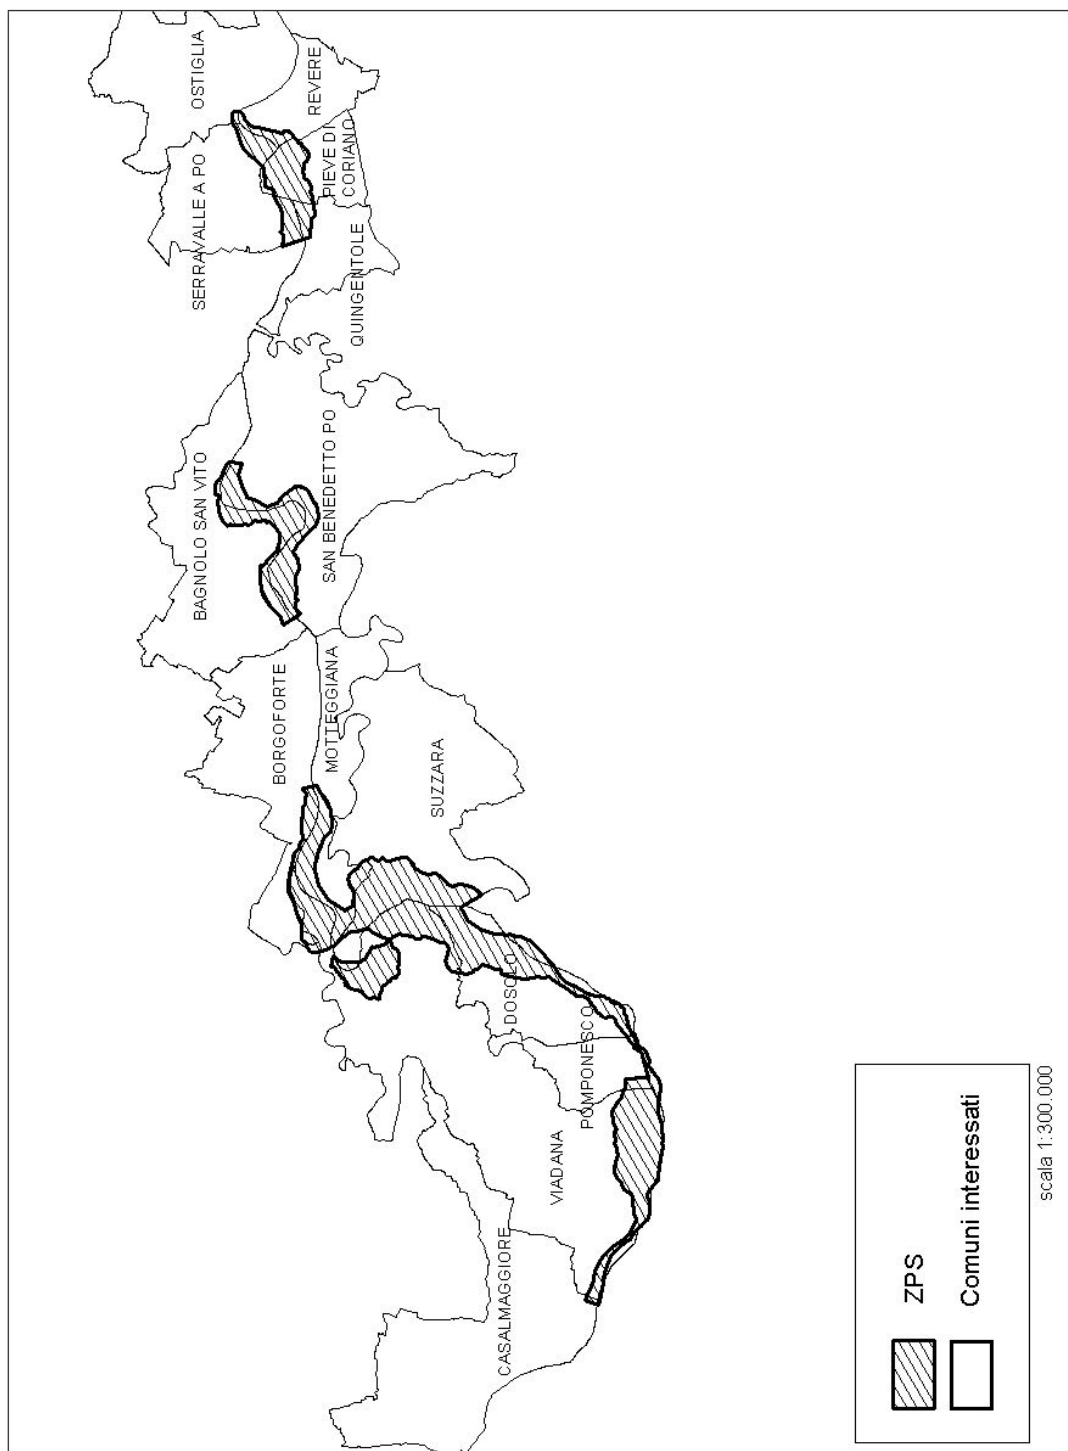 BAGNOLO SAN VITO
SERRAVALLE A PO
OSTIGLIA
BORGOFORTE
REVERE
MOTTEGGIANA
SAN BENEDETTO PO
QUINGENTOLE
PIEVE DI
CORIANO
SUZZARA
CASALMAGGIORE
DOSOLO
VIADANA
POMPONESCO
ZPS
Comuni interessati
scala 1:300.000